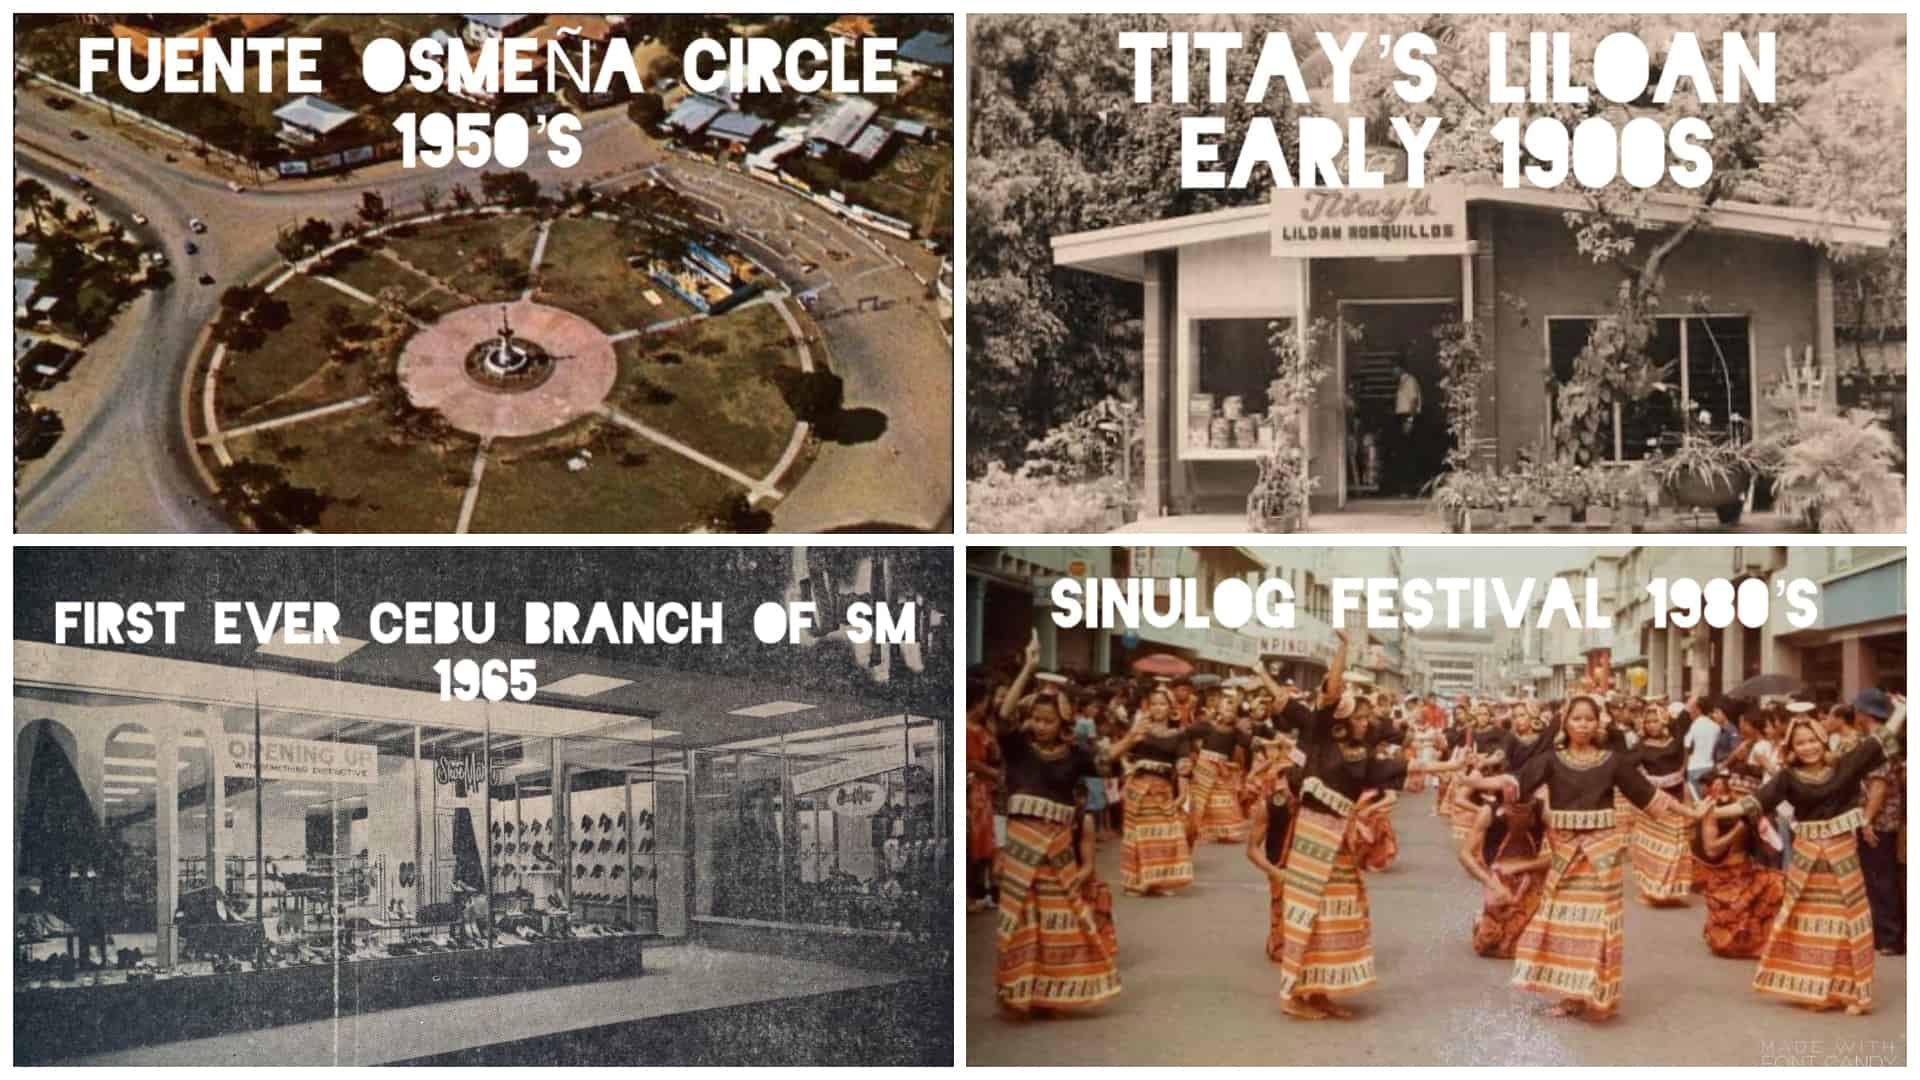 FUENTE OSMEÑA CIRCLE
1950'S
TITAY'S LILOAN
EARLY 1900S
Titay's
LILOAN ROSQUILLOS
FIRST EVER CEBU BRANCH OF SM
1965
OPENING UP
WITH SOMETHING DISTINCTIVE
ShoeMart
ShoeMart
SINULOG FESTIVAL 1980'S
MADE WITH
FONT CANDY